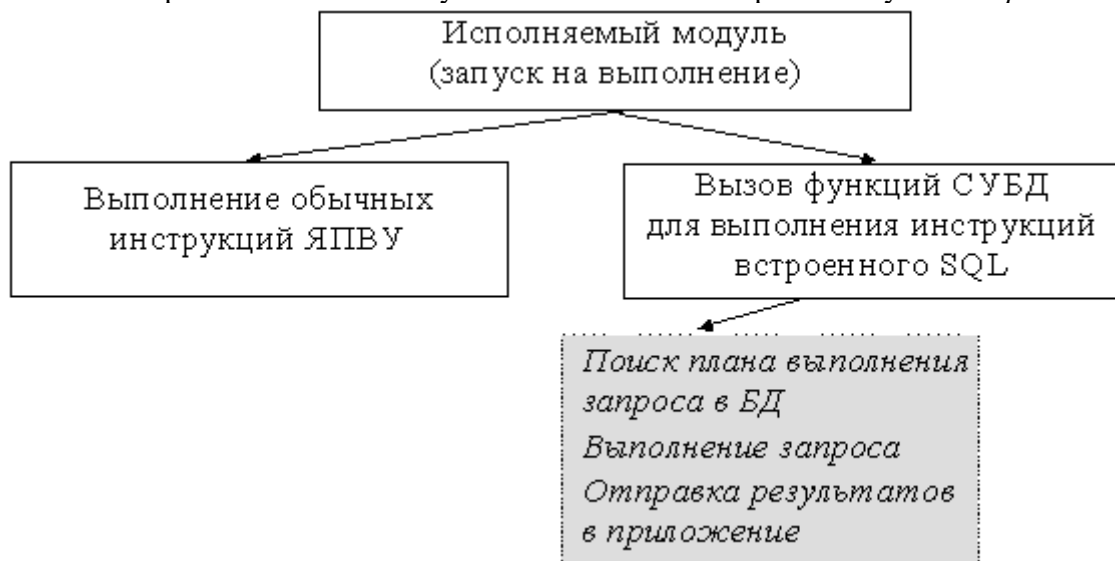 Исполняемый модуль
(запуск на выполнение)
Выполнение обычных
инструкций ЯПВУ
Вызов функций СУБД
для выполнения инструкций
встроенного SQL
Поиск плана выполнения
запроса в БД
Выполнение запроса
Отправка результатов
в приложение